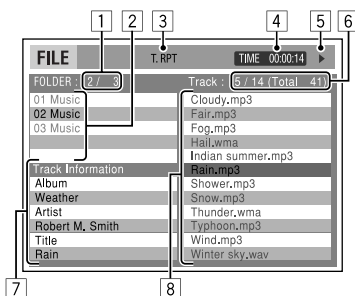 1 2 3 4 5 6
FILE T. RPT TIME 00:00:14
FOLDER : 2 / 3 Track : 5 / 14 (Total 41)
01 Music Cloudy.mp3
02 Music Fair.mp3
03 Music Fog.mp3
Hail.wma
Indian summer.mp3
Track Information Rain.mp3
Album Shower.mp3
Weather Snow.mp3
Artist Thunder.wma
Robert M. Smith Typhoon.mp3
Title Wind.mp3
Rain Winter sky.wav
7 8